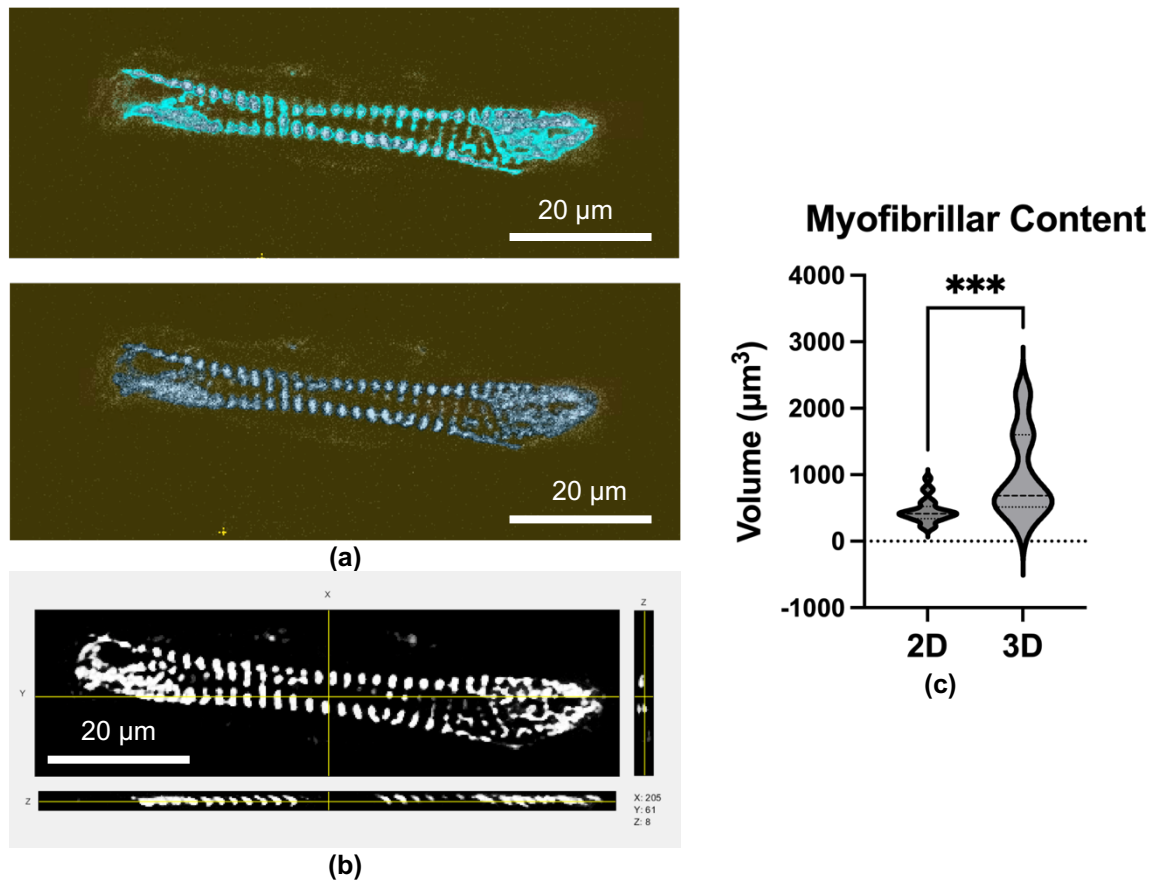 20 µm
20 µm
(a)
X
Z
Y
20 µm
Z
X: 205
Y: 61
Z: 8
(b)
Myofibrillar Content
***
Volume (µm³)
4000
3000
2000
1000
0
-1000
2D
3D
(c)